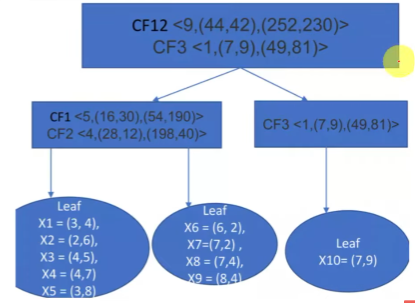 CF12 <9,(44,42),(252,230)>
CF3 <1,(7,9),(49,81)>
CF1 <5,(16,30),(54,190)>
CF2 <4,(28,12),(198,40)>
CF3 <1,(7,9),(49,81)>
Leaf
X1 = (3, 4),
X2 = (2,6),
X3 = (4,5),
X4 = (4,7)
X5 = (3,8)
Leaf
X6 = (6, 2),
X7=(7,2) ,
X8 = (7,4),
X9 = (8,4)
Leaf
X10= (7,9)